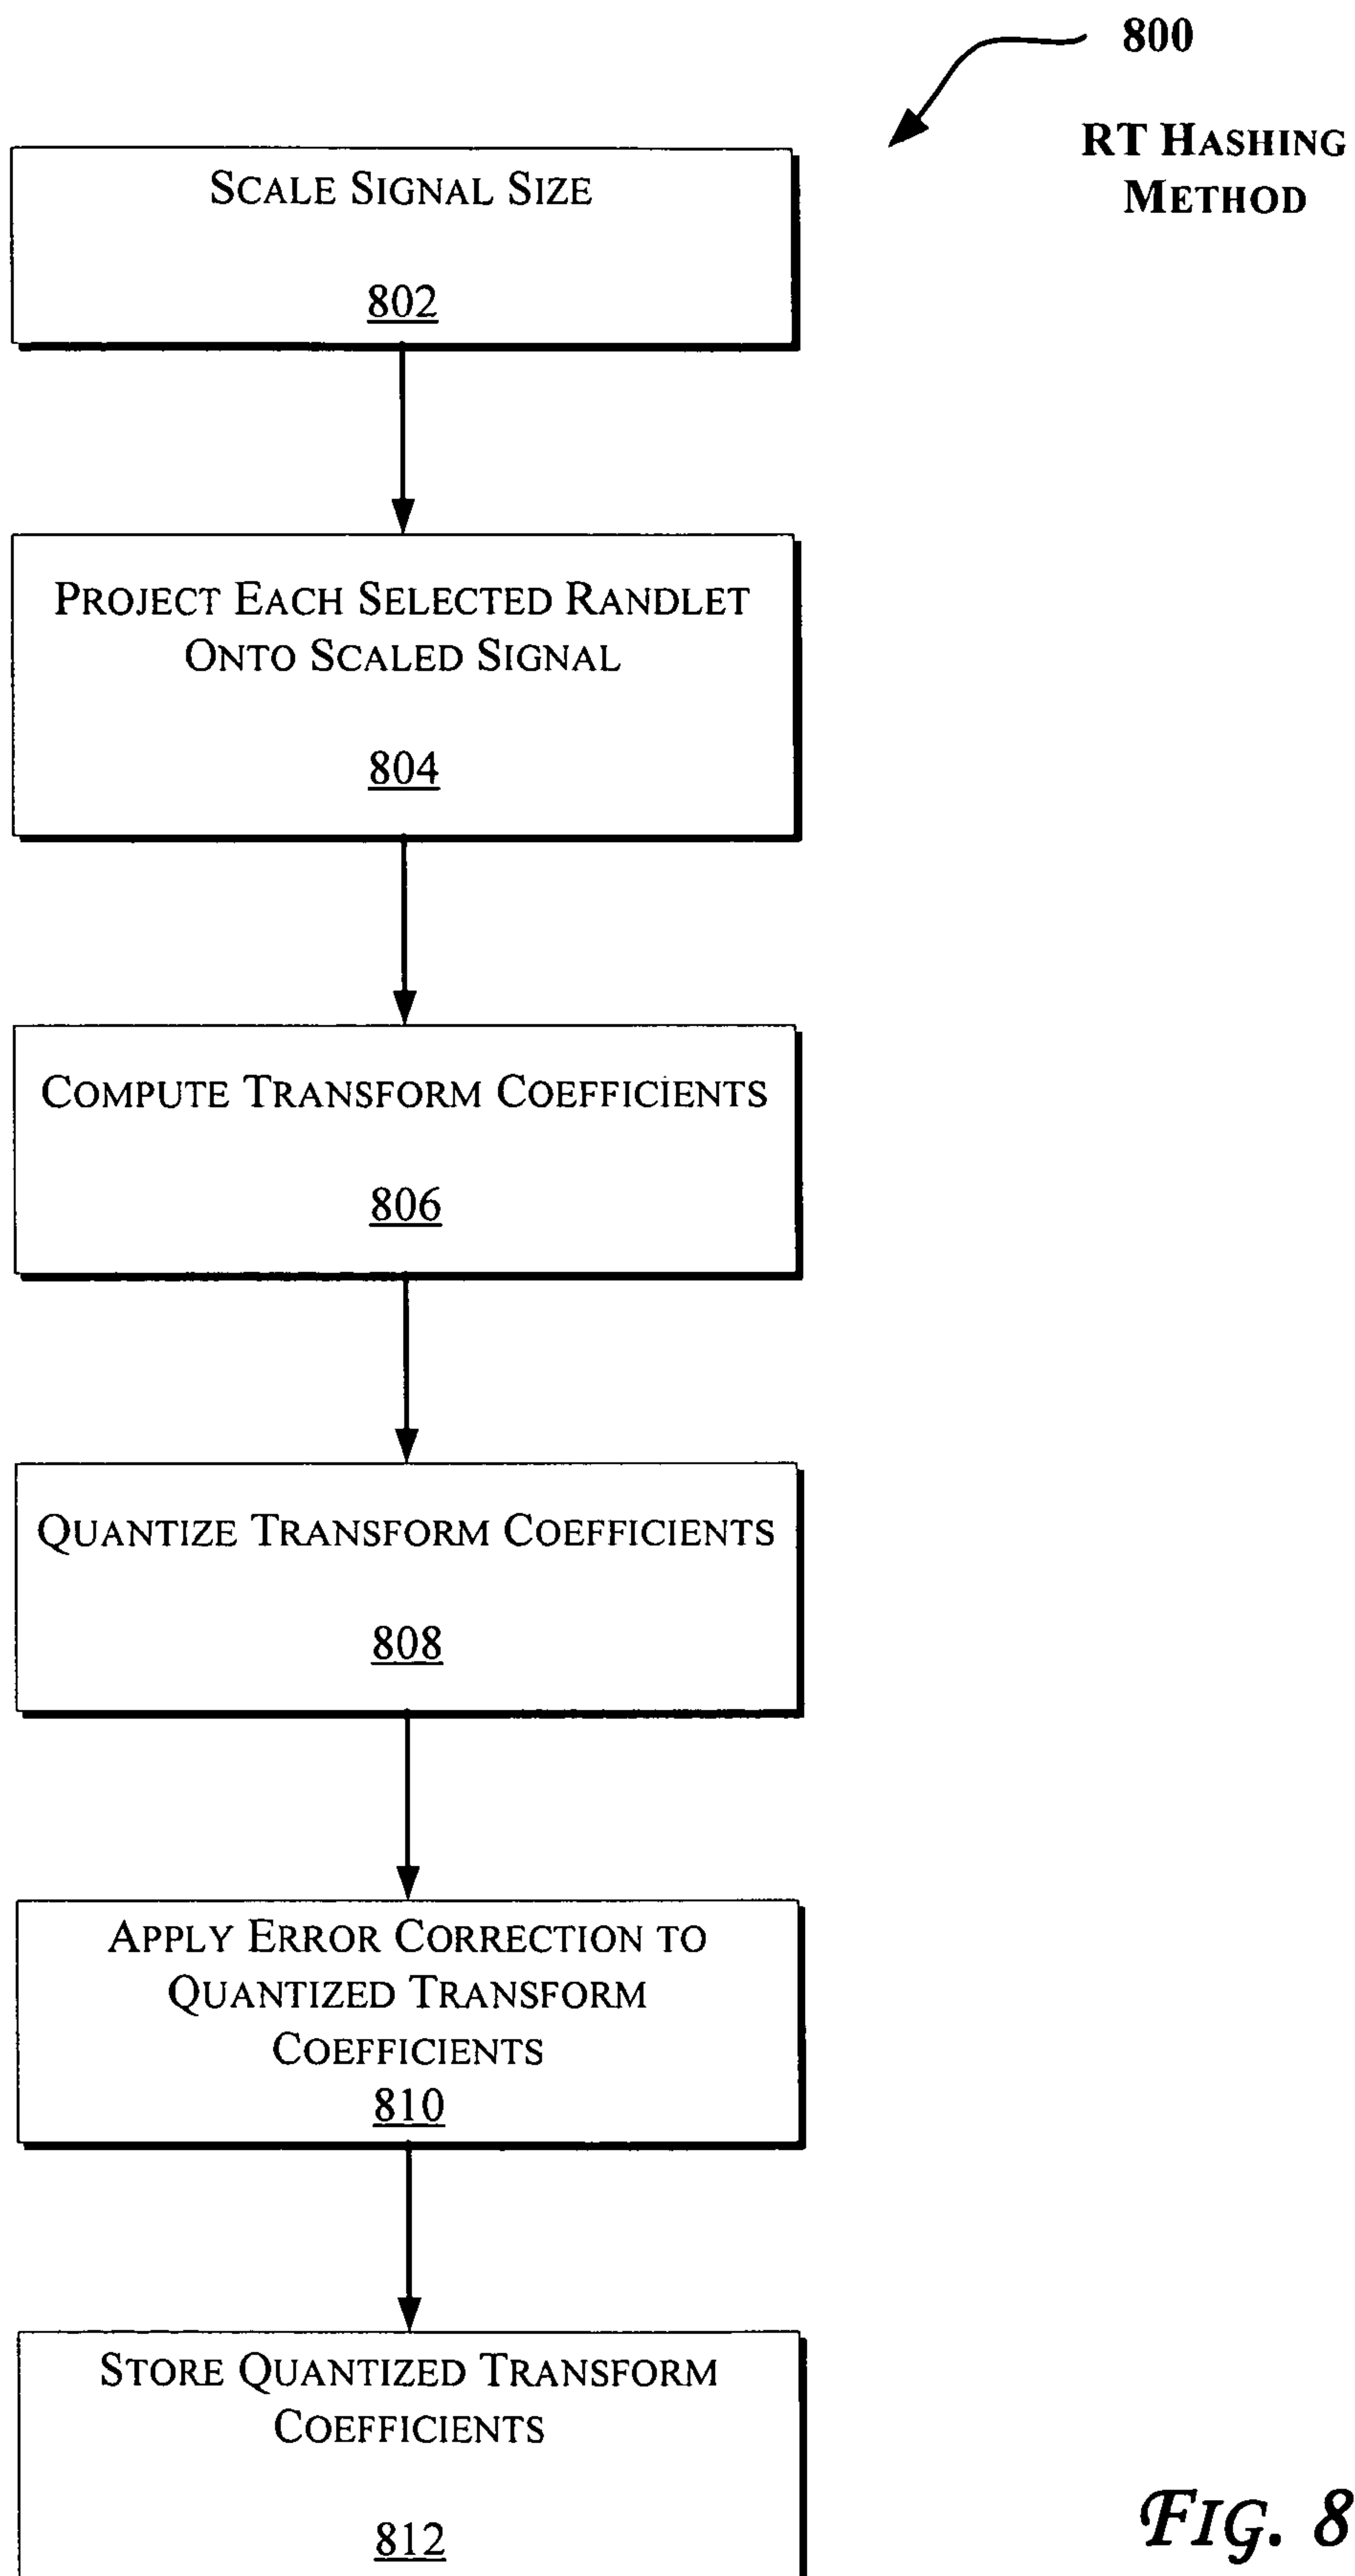 800
RT HASHING
METHOD
SCALE SIGNAL SIZE
802
PROJECT EACH SELECTED RANDLET
ONTO SCALED SIGNAL
804
COMPUTE TRANSFORM COEFFICIENTS
806
QUANTIZE TRANSFORM COEFFICIENTS
808
APPLY ERROR CORRECTION TO
QUANTIZED TRANSFORM
COEFFICIENTS
810
STORE QUANTIZED TRANSFORM
COEFFICIENTS
812
FIG. 8